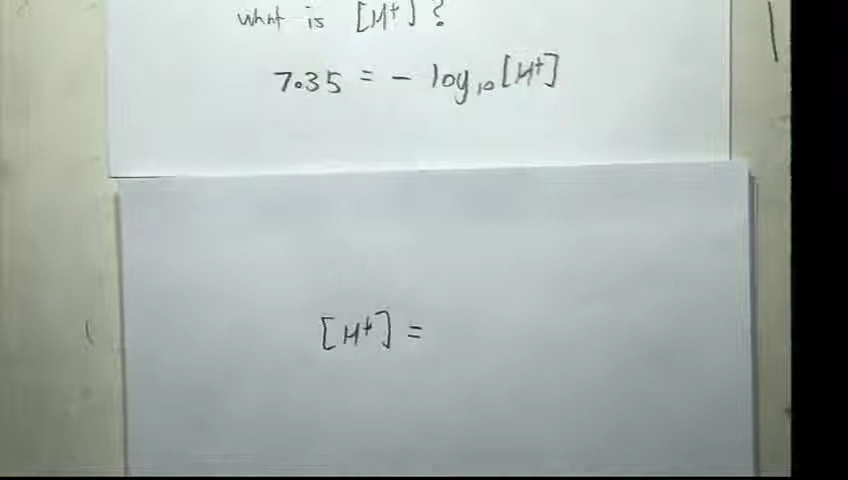 what is [H⁺]?
7.35 = - log₁₀[H⁺]
[H⁺] =